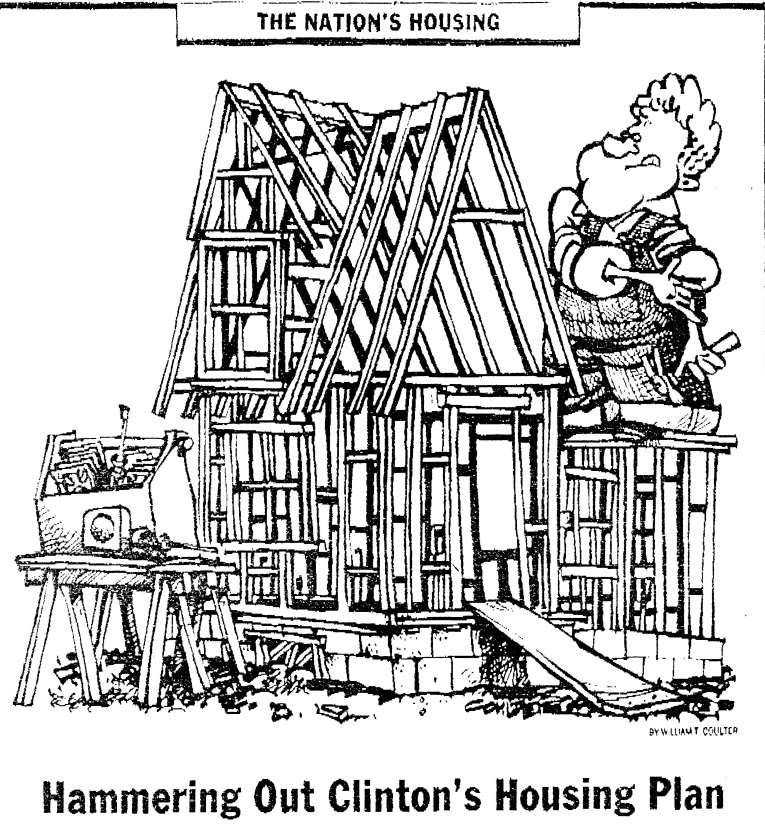 THE NATION'S HOUSING
BY WILLIAM T COULTER
Hammering Out Clinton's Housing Plan